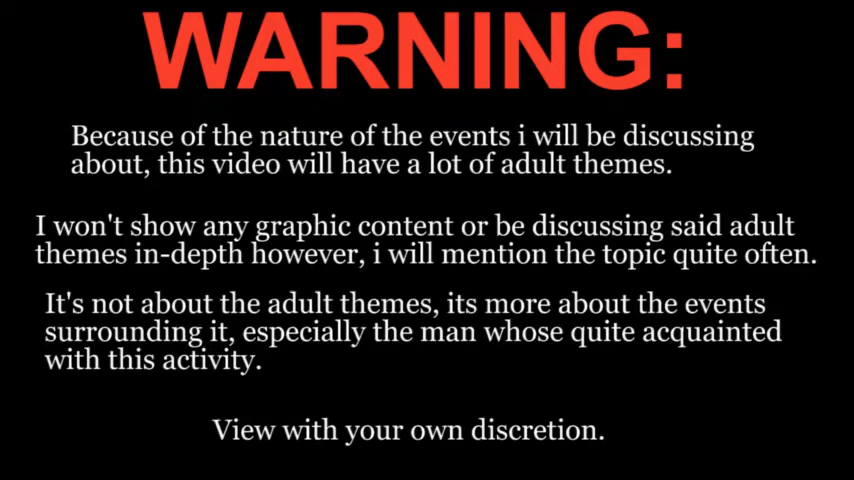 WARNING:
Because of the nature of the events i will be discussing
about, this video will have a lot of adult themes.
I won't show any graphic content or be discussing said adult
themes in-depth however, i will mention the topic quite often.
It's not about the adult themes, its more about the events
surrounding it, especially the man whose quite acquainted
with this activity.
View with your own discretion.